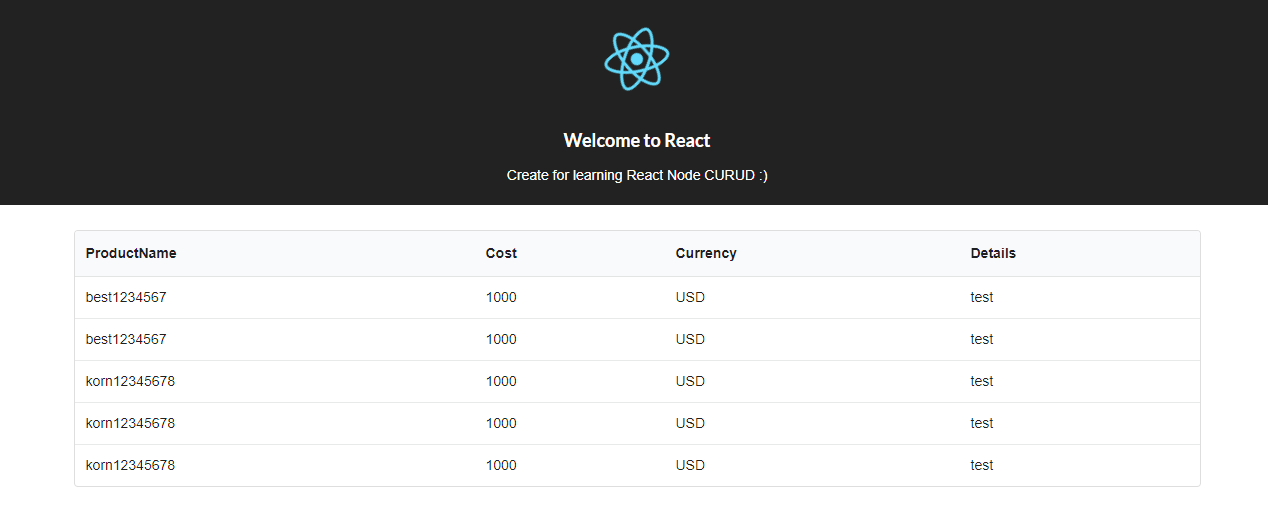 Welcome to React
Create for learning React Node CURUD :)
ProductName Cost Currency Details
best1234567 1000 USD test
best1234567 1000 USD test
korn12345678 1000 USD test
korn12345678 1000 USD test
korn12345678 1000 USD test